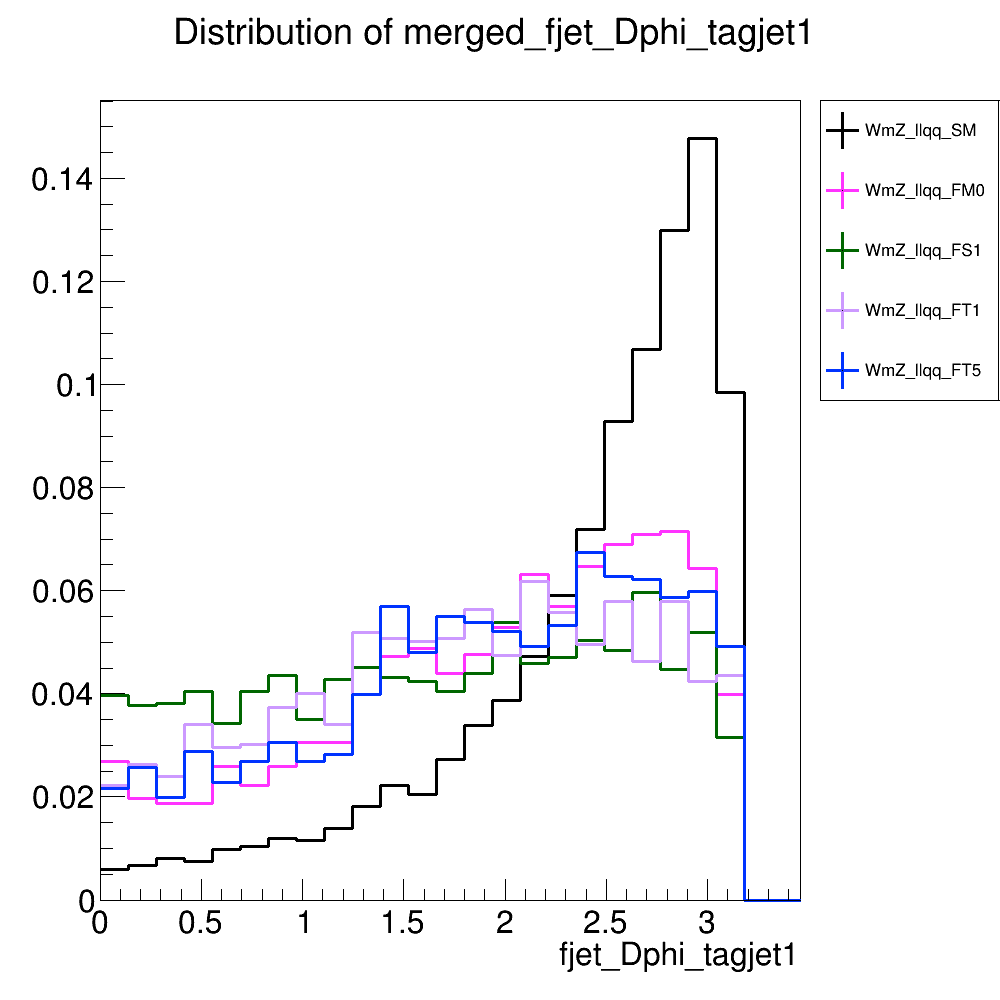 Distribution of merged_fjet_Dphi_tagjet1
WmZ_llqq_SM
WmZ_llqq_FM0
WmZ_llqq_FS1
WmZ_llqq_FT1
WmZ_llqq_FT5
0.14
0.12
0.1
0.08
0.06
0.04
0.02
0
0 0.5 1 1.5 2 2.5 3
fjet_Dphi_tagjet1